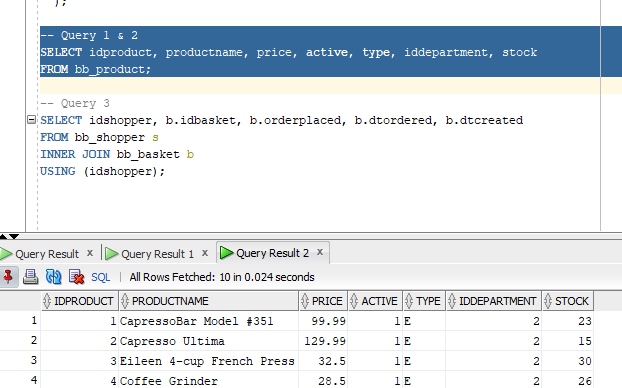 );
-- Query 1 & 2
SELECT idproduct, productname, price, active, type, iddepartment, stock
FROM bb_product;
-- Query 3
SELECT idshopper, b.idbasket, b.orderplaced, b.dtordered, b.dtcreated
FROM bb_shopper s
INNER JOIN bb_basket b
USING (idshopper);
Query Result x Query Result 1 x Query Result 2 x
SQL | All Rows Fetched: 10 in 0.024 seconds
IDPRODUCT PRODUCTNAME PRICE ACTIVE TYPE IDDEPARTMENT STOCK
1 1 CapressoBar Model #351 99.99 1 E 2 23
2 2 Capresso Ultima 129.99 1 E 2 15
3 3 Eileen 4-cup French Press 32.5 1 E 2 30
4 4 Coffee Grinder 28.5 1 E 2 26